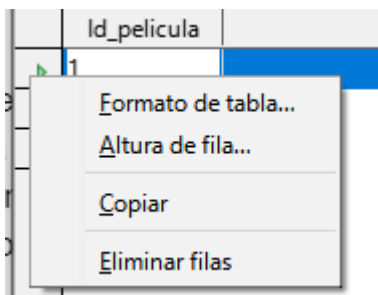 Id_pelicula
1
Formato de tabla...
Altura de fila...
Copiar
Eliminar filas